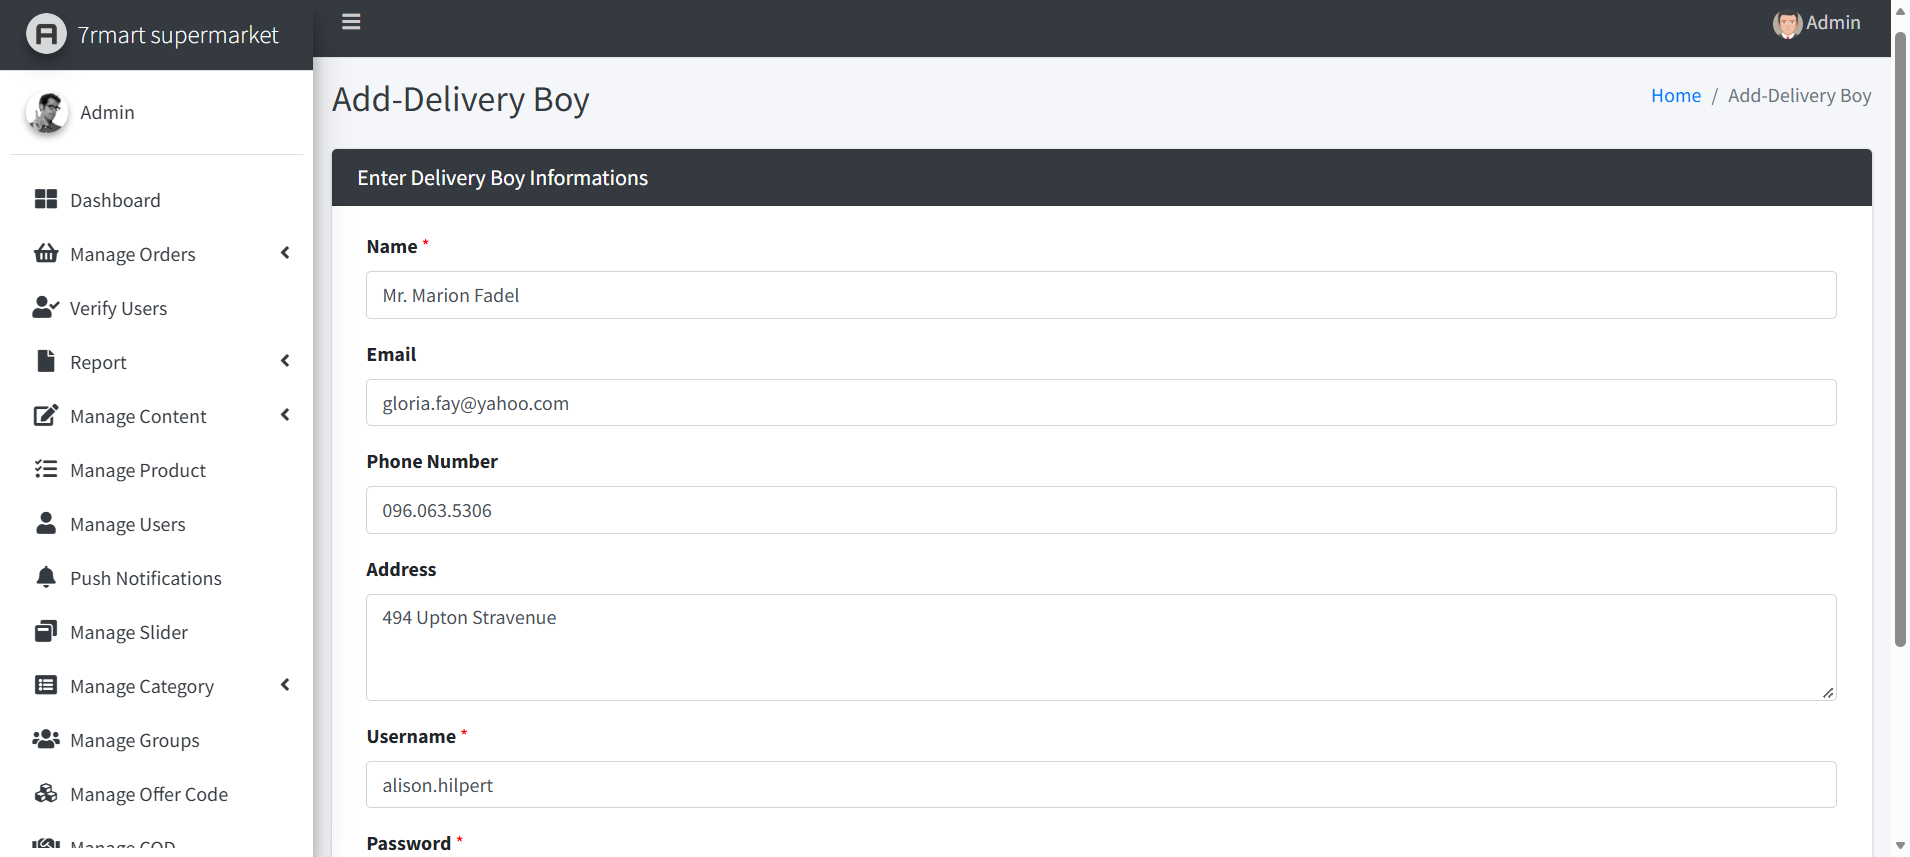 7rmart supermarket
Admin
Admin
Add-Delivery Boy
Home / Add-Delivery Boy
Dashboard
Manage Orders
Verify Users
Report
Manage Content
Manage Product
Manage Users
Push Notifications
Manage Slider
Manage Category
Manage Groups
Manage Offer Code
Manage COD
Enter Delivery Boy Informations
Name *
Mr. Marion Fadel
Email
gloria.fay@yahoo.com
Phone Number
096.063.5306
Address
494 Upton Stravenue
Username *
alison.hilpert
Password *